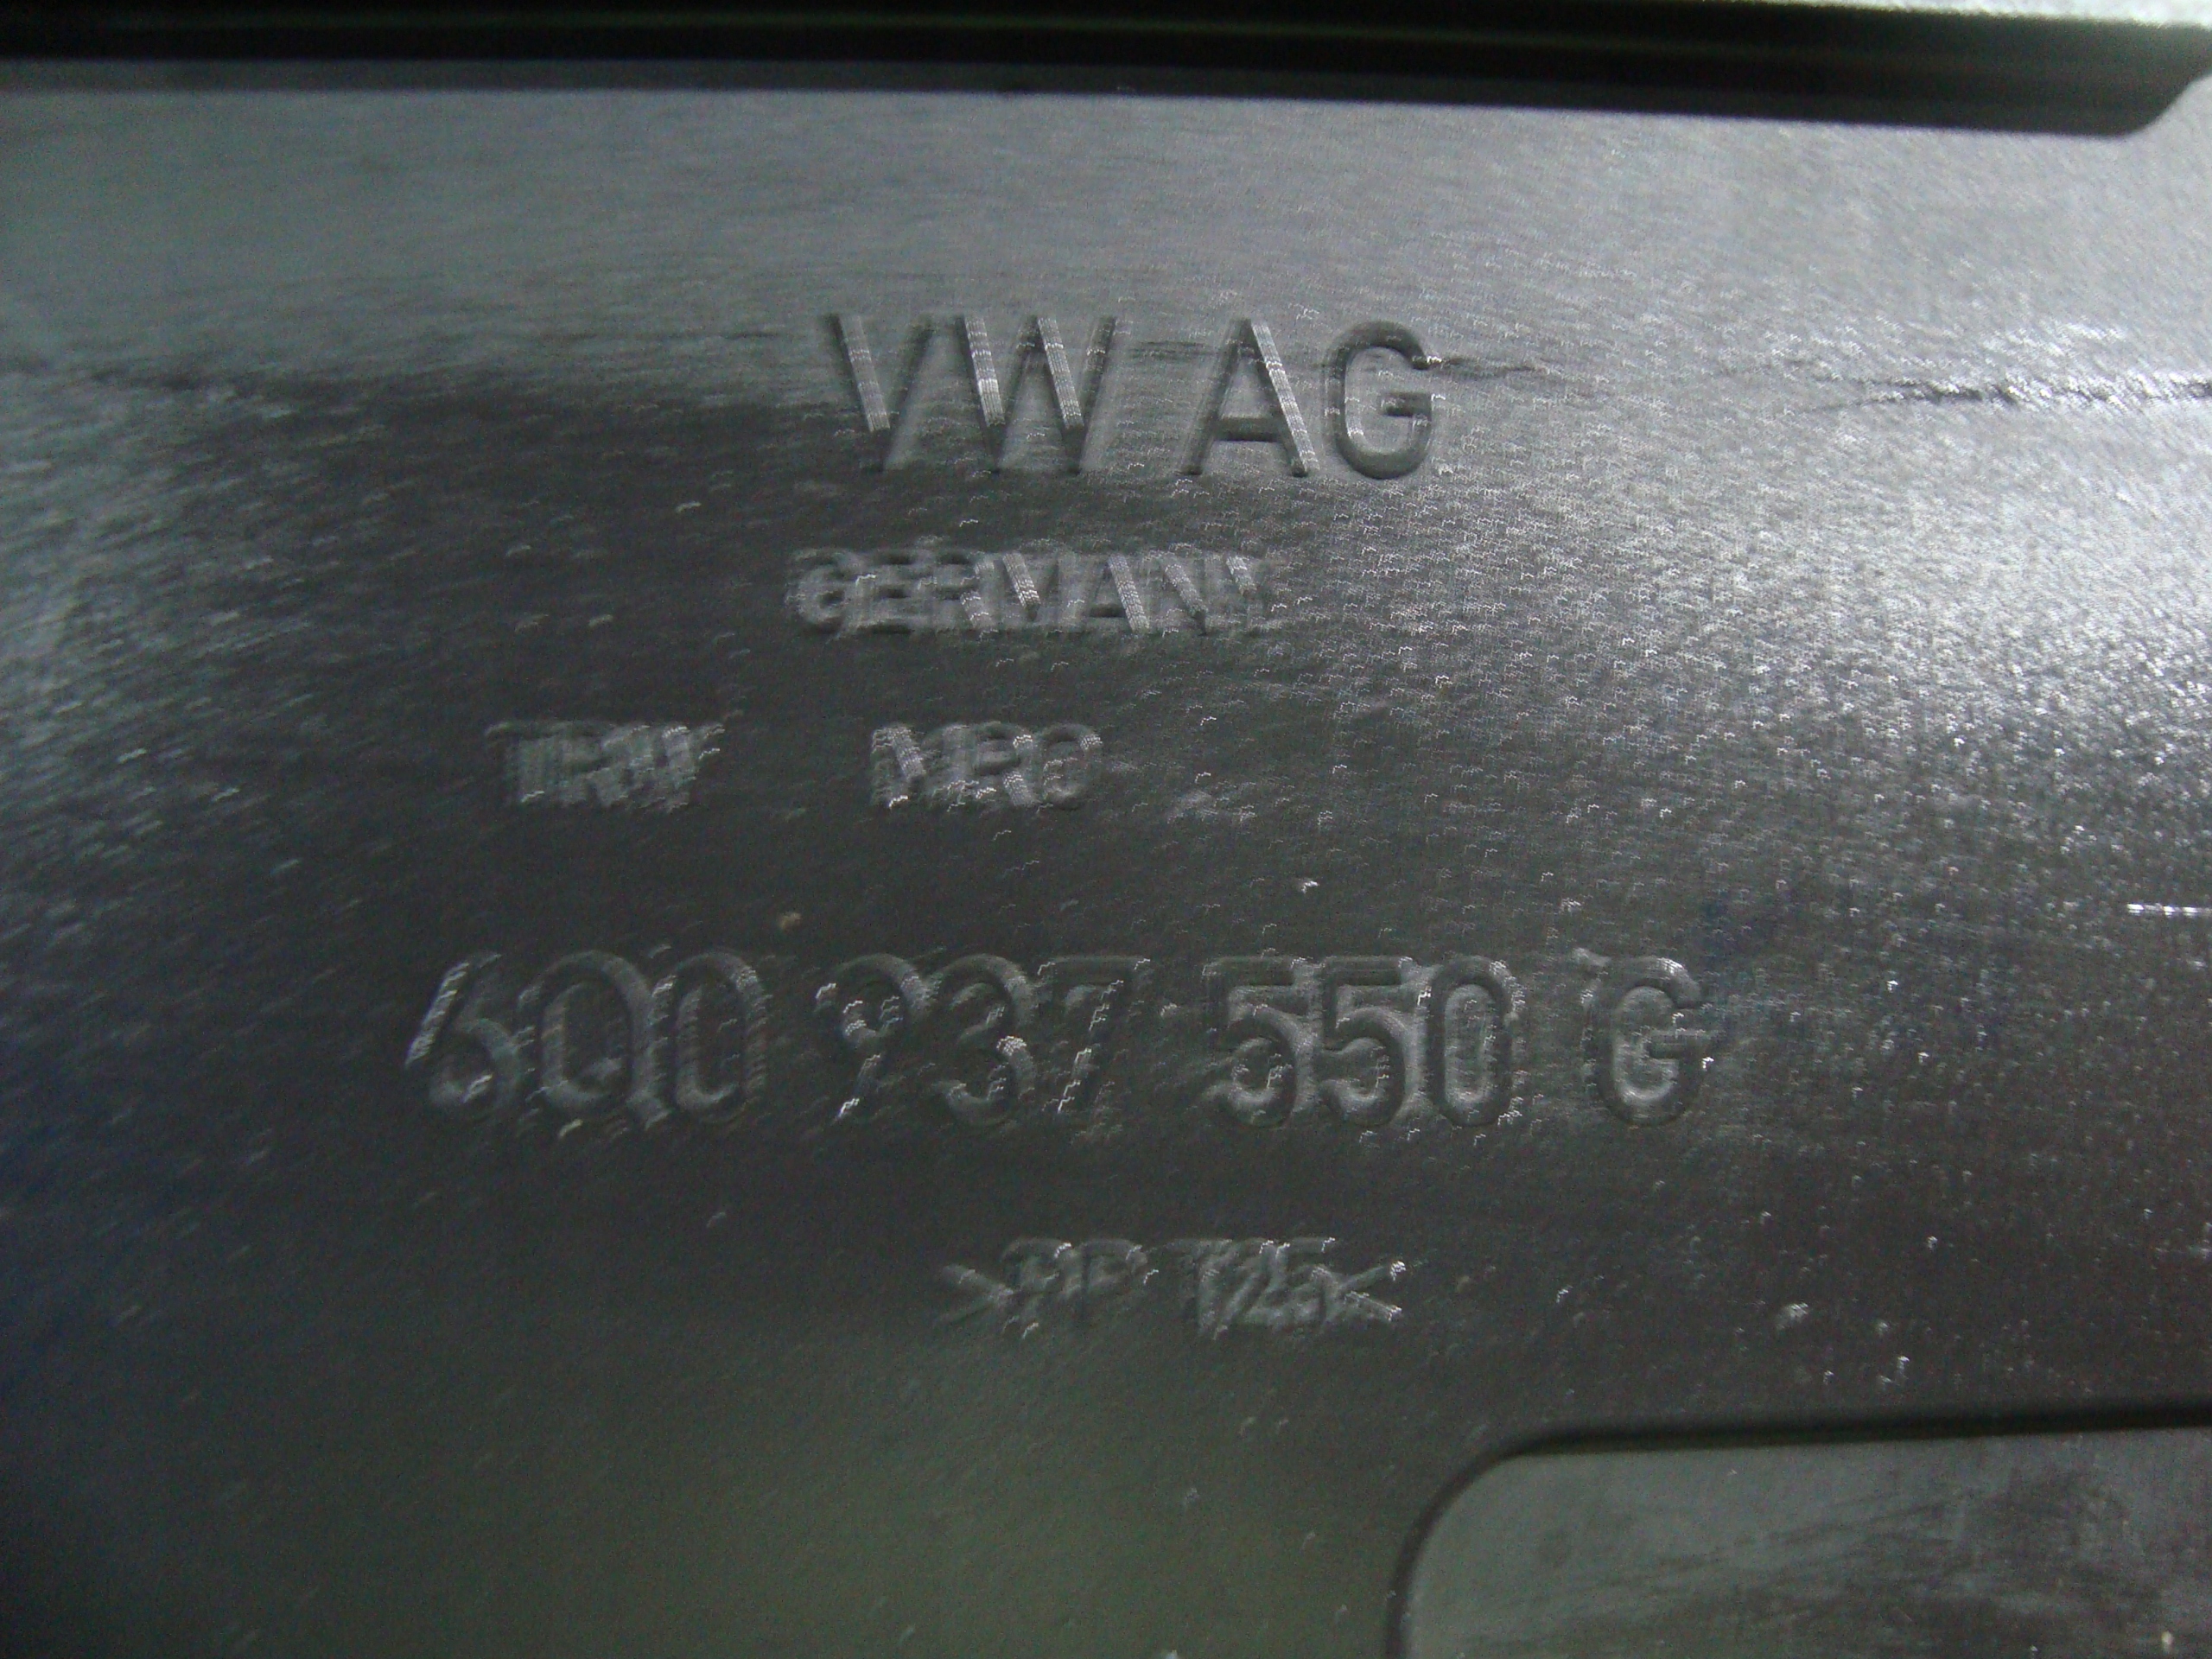 VW AG
GERMANY
TRW MRO
6Q0 937 550 G
>PP T25<